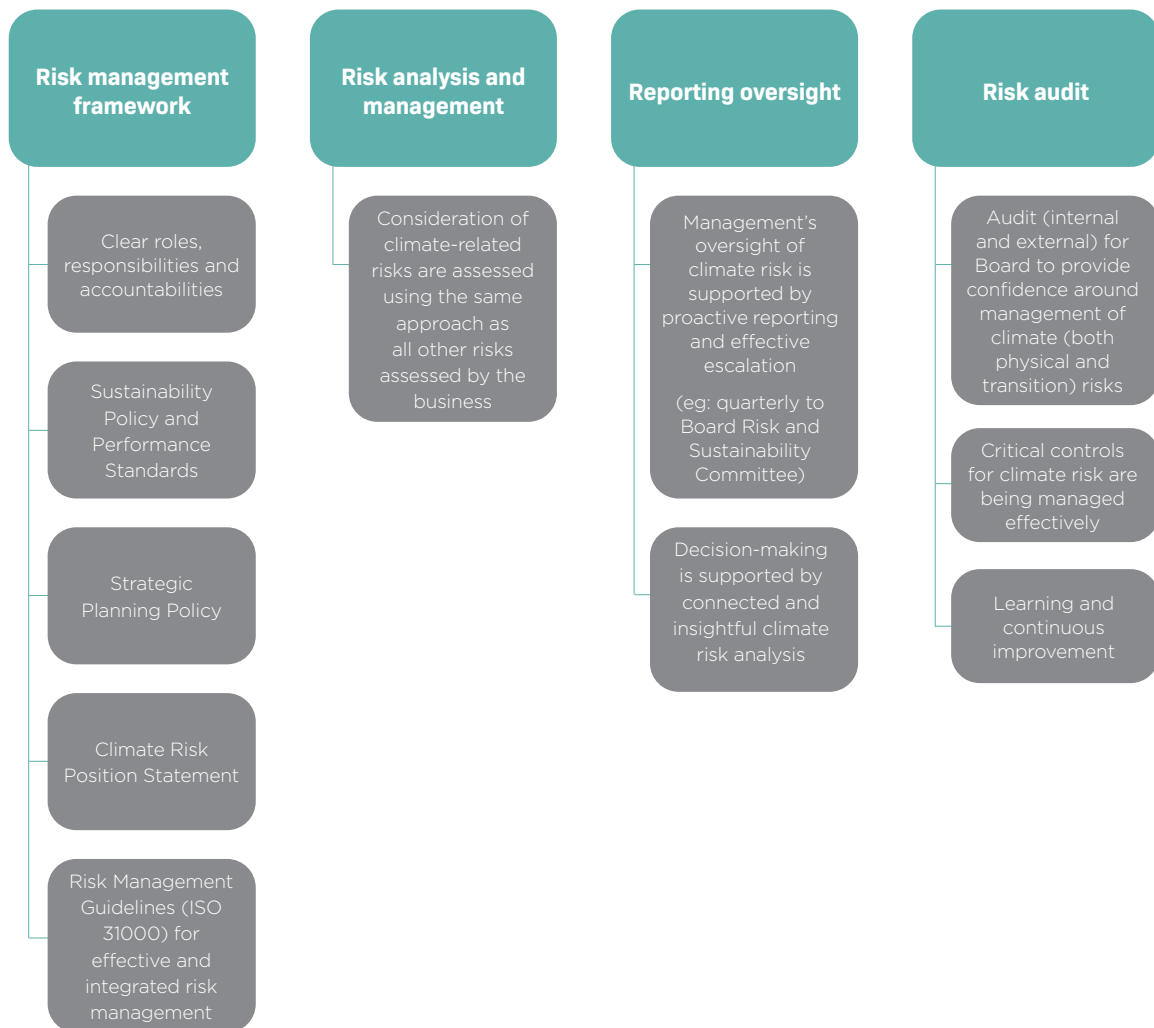 Risk management
framework
Clear roles,
responsibilities and
accountabilities
Sustainability
Policy and
Performance
Standards
Strategic
Planning Policy
Climate Risk
Position Statement
Risk Management
Guidelines (ISO
31000) for
effective and
integrated risk
management
Risk analysis and
management
Consideration of
climate-related
risks are assessed
using the same
approach as
all other risks
assessed by the
business
Reporting oversight
Management’s
oversight of
climate risk is
supported by
proactive reporting
and effective
escalation
(eg: quarterly to
Board Risk and
Sustainability
Committee)
Decision-making
is supported by
connected and
insightful climate
risk analysis
Risk audit
Audit (internal
and external) for
Board to provide
confidence around
management of
climate (both
physical and
transition) risks
Critical controls
for climate risk are
being managed
effectively
Learning and
continuous
improvement